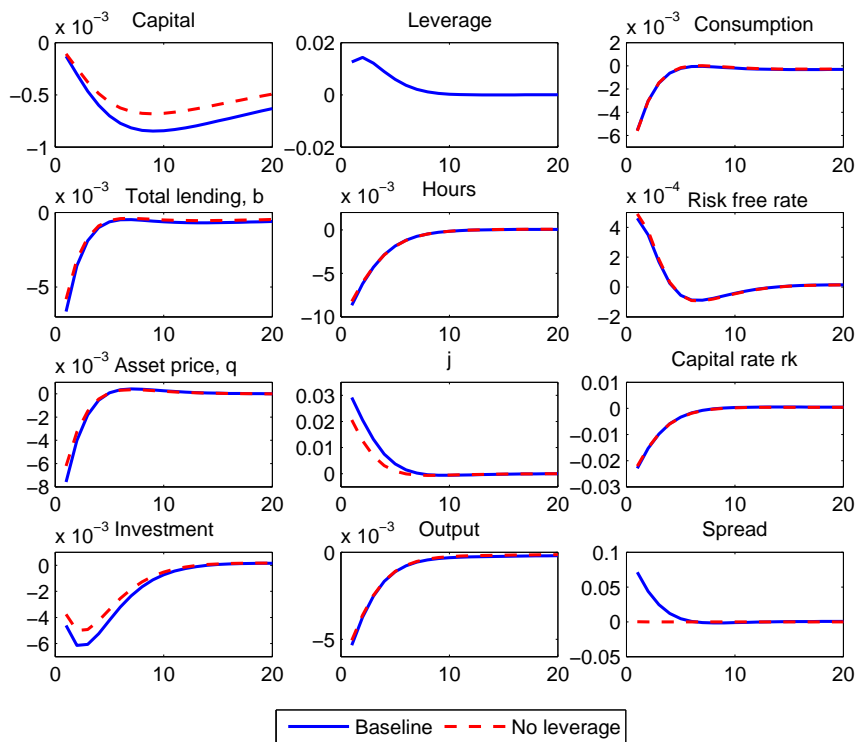 x 10⁻³ Capital
0
−0.5
−1
0 10 20
Leverage
0.02
0
−0.02
0 10 20
x 10⁻³ Consumption
2
0
−2
−4
−6
0 10 20
x 10⁻³ Total lending, b
0
−5
0 10 20
x 10⁻³ Hours
0
−5
−10
0 10 20
x 10⁻⁴ Risk free rate
4
2
0
−2
0 10 20
x 10⁻³ Asset price, q
0
−2
−4
−6
−8
0 10 20
j
0.03
0.02
0.01
0
0 10 20
Capital rate rk
0.01
0
−0.01
−0.02
−0.03
0 10 20
x 10⁻³ Investment
0
−2
−4
−6
0 10 20
x 10⁻³ Output
0
−5
0 10 20
Spread
0.1
0.05
0
−0.05
0 10 20
Baseline No leverage